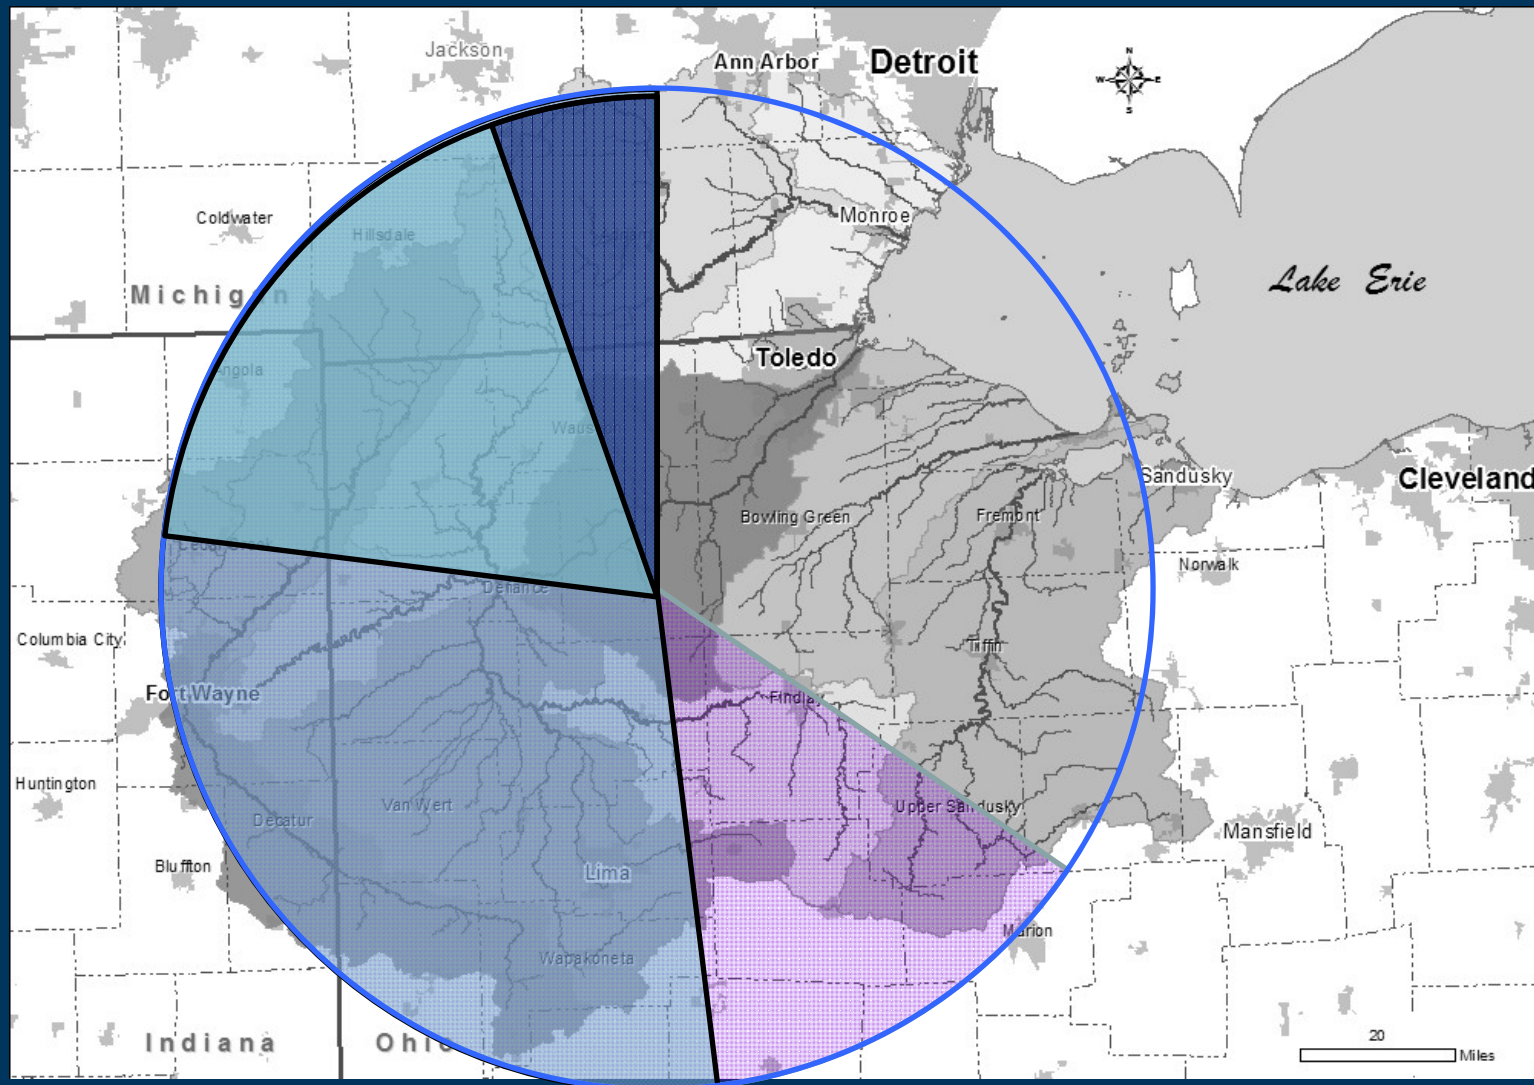 Jackson
Ann Arbor
Detroit
N
W E
S
Coldwater
Hillsdale
Monroe
Lake Erie
Michigan
Toledo
Angola
Sandusky
Cleveland
Bowling Green
Fremont
Cedar Creek
Norwalk
Defiance
Columbia City
Tiffin
Fort Wayne
Findlay
Huntington
Van Wert
Upper Sandusky
Decatur
Mansfield
Bluffton
Lima
Marion
Wapakoneta
Indiana
Ohio
20
Miles